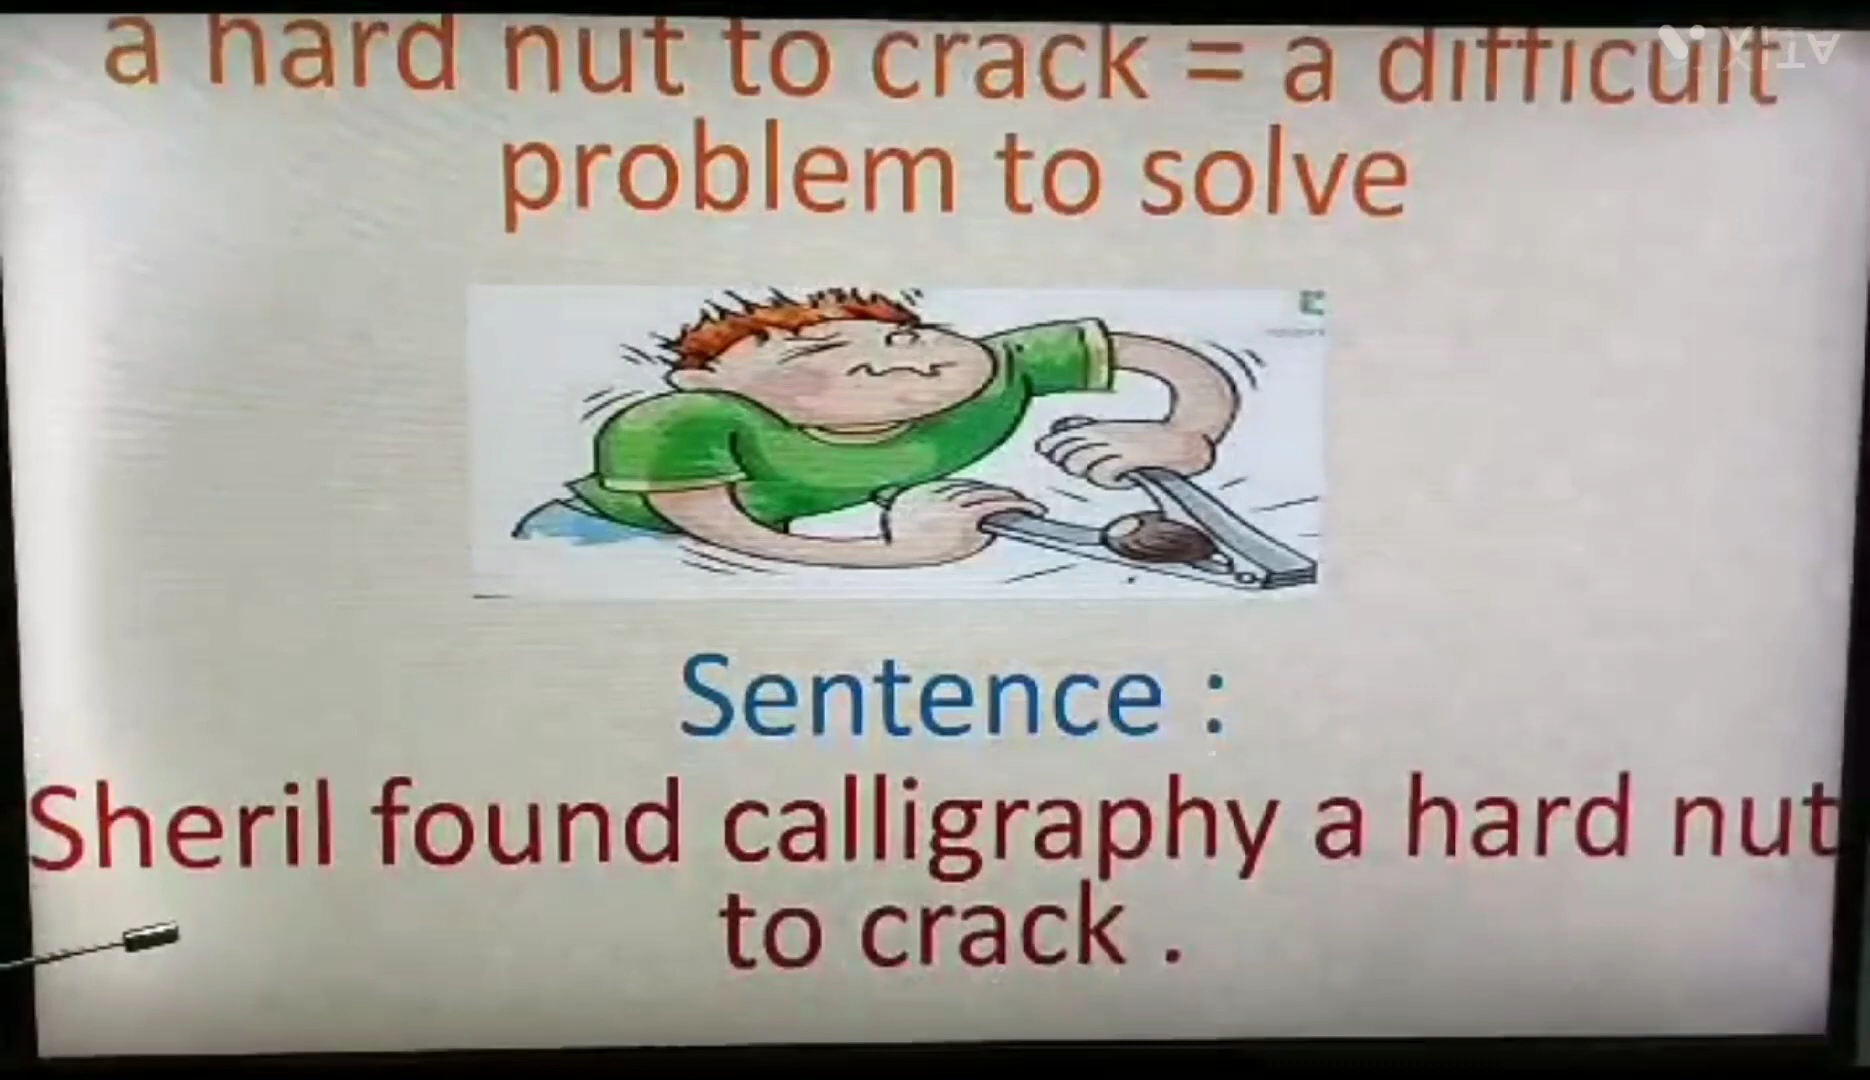 a hard nut to crack = a difficult
problem to solve
Sentence :
Sheril found calligraphy a hard nut
to crack .